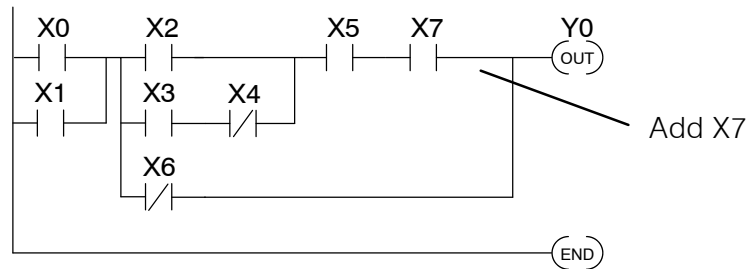 X0 X2 X5 X7 Y0
OUT
X1 X3 X4
Add X7
X6
END